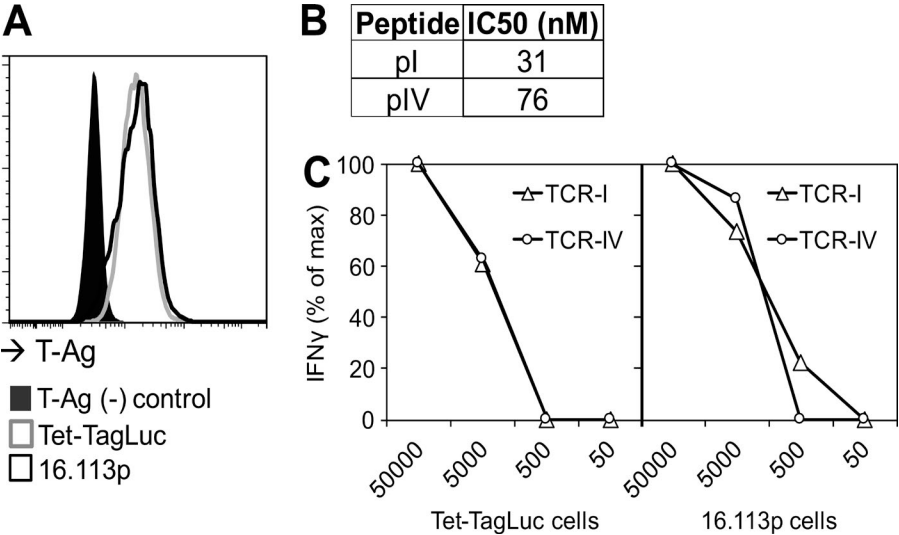 A
→ T-Ag
T-Ag (-) control
Tet-TagLuc
16.113p
B
Peptide IC50 (nM)
pI 31
pIV 76
C
IFNγ (% of max)
100
80
60
40
20
0
TCR-I
TCR-IV
TCR-I
TCR-IV
50000 5000 500 50 50000 5000 500 50
Tet-TagLuc cells 16.113p cells